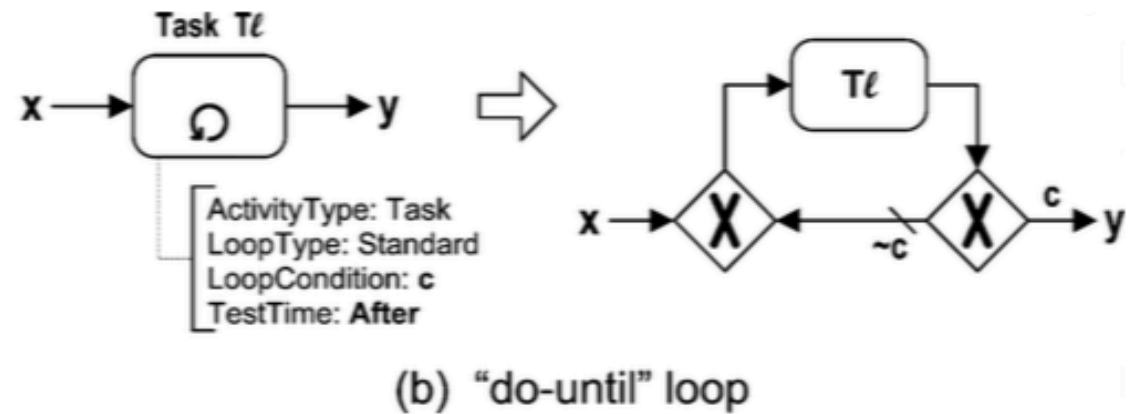 Task Tℓ
x
y
ActivityType: Task
LoopType: Standard
LoopCondition: c
TestTime: After
Tℓ
x
X
~c
X
c
y
(b) “do-until” loop